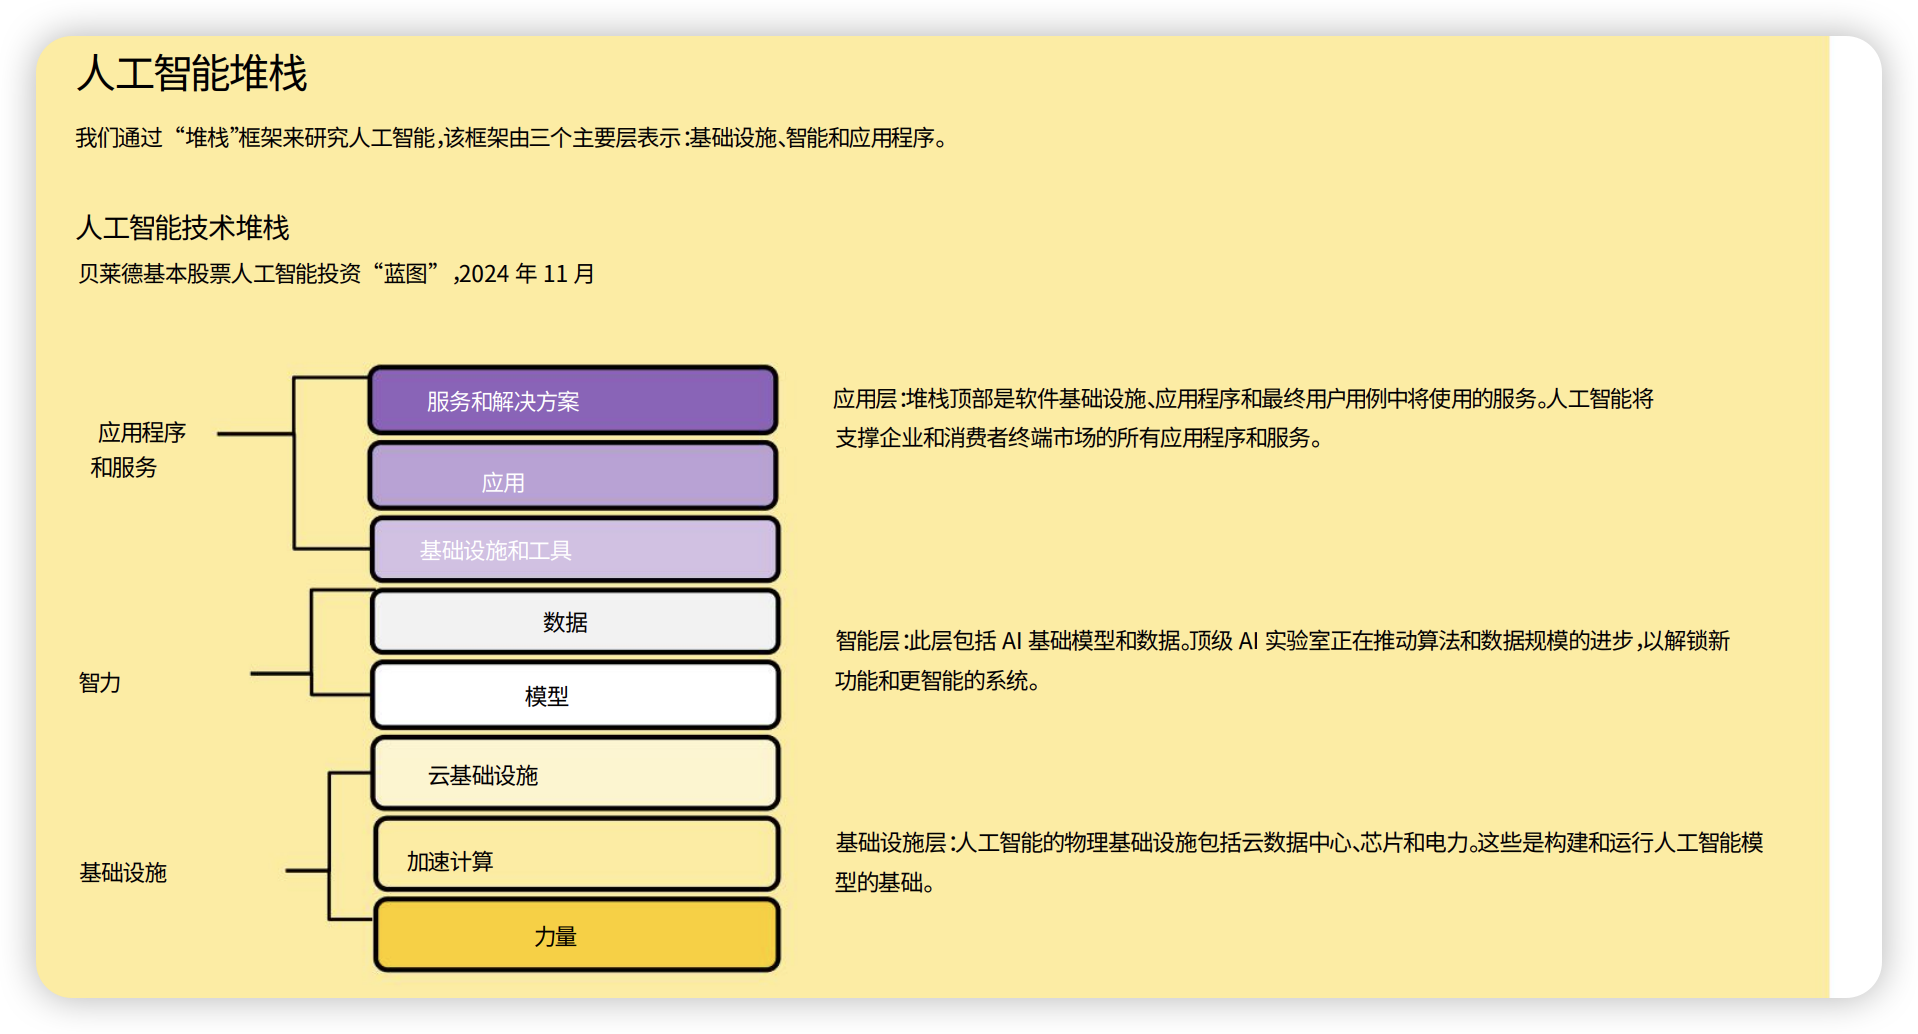 人工智能堆栈
我们通过“堆栈”框架来研究人工智能,该框架由三个主要层表示:基础设施、智能和应用程序。
人工智能技术堆栈
贝莱德基本股票人工智能投资“蓝图”,2024 年 11 月
应用程序
和服务
服务和解决方案
应用
基础设施和工具
应用层:堆栈顶部是软件基础设施、应用程序和最终用户用例中将使用的服务。人工智能将
支撑企业和消费者终端市场的所有应用程序和服务。
智力
数据
模型
智能层:此层包括 AI 基础模型和数据。顶级 AI 实验室正在推动算法和数据规模的进步,以解锁新
功能和更智能的系统。
基础设施
云基础设施
加速计算
力量
基础设施层:人工智能的物理基础设施包括云数据中心、芯片和电力。这些是构建和运行人工智能模
型的基础。